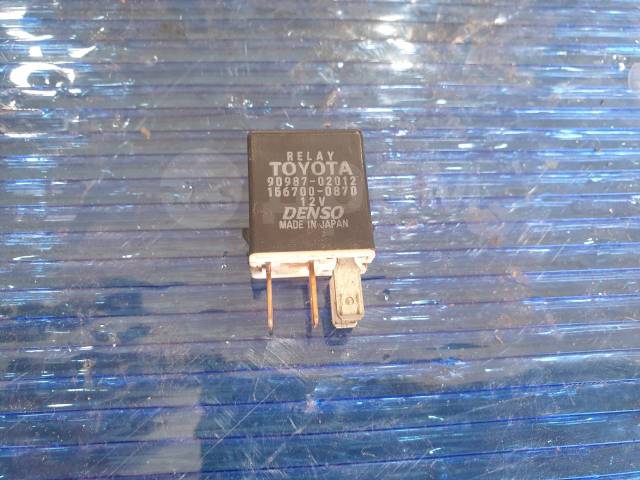 RELAY
TOYOTA
90987-02012
156700-0870
12V
DENSO
MADE IN JAPAN